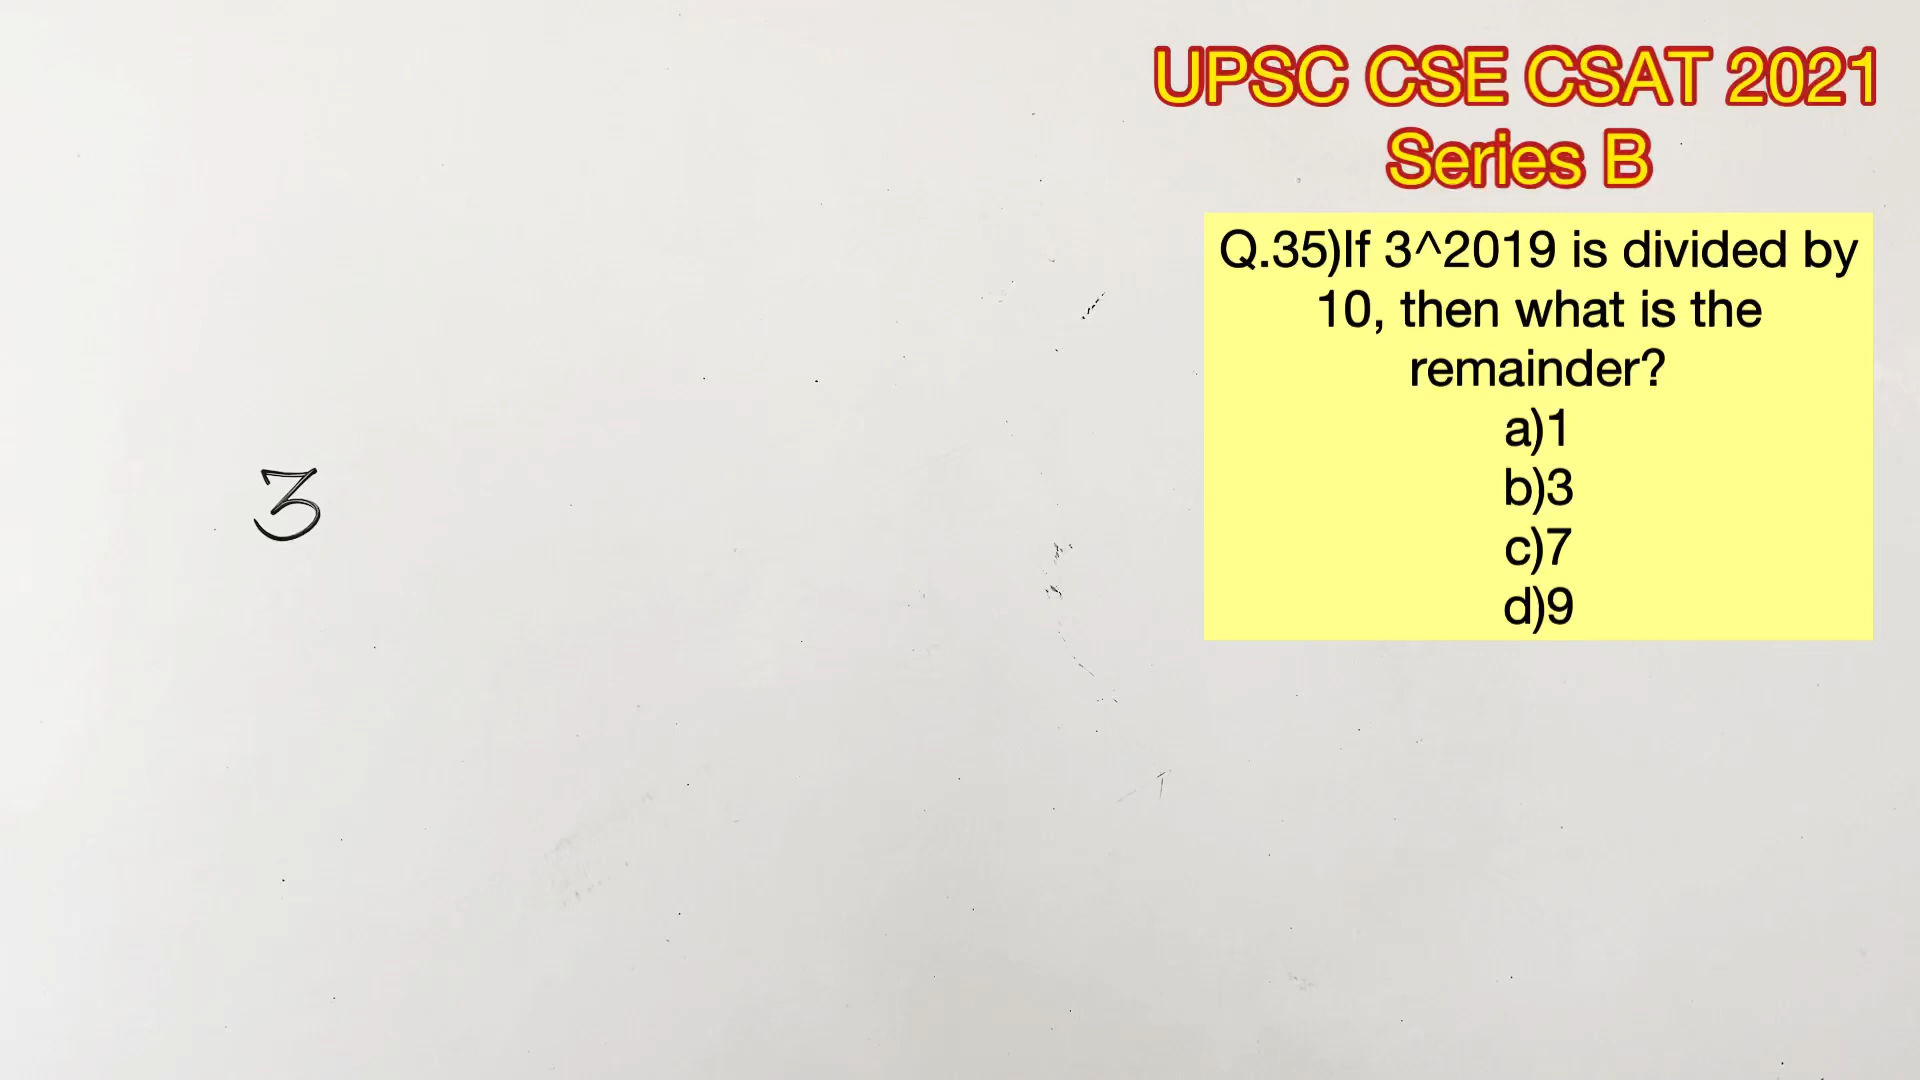 UPSC CSE CSAT 2021
Series B
Q.35)If 3^2019 is divided by
10, then what is the
remainder?
a)1
b)3
c)7
d)9
3